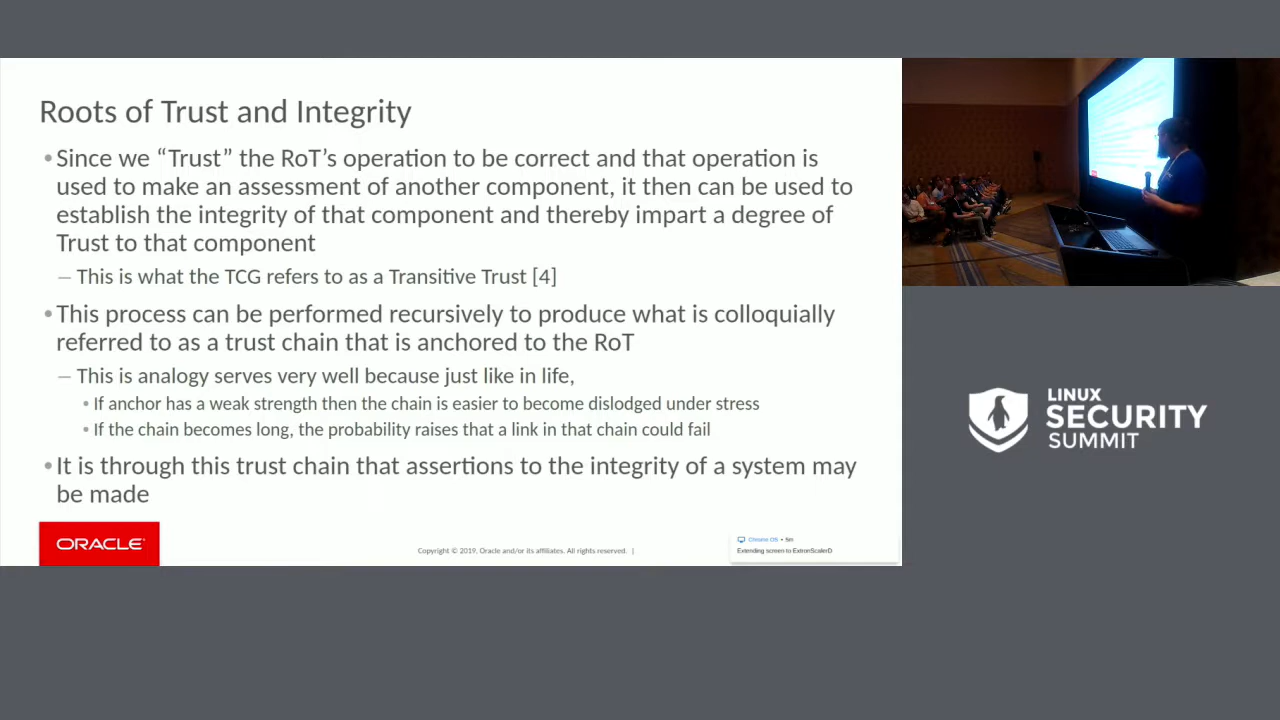 Roots of Trust and Integrity
•Since we “Trust” the RoT’s operation to be correct and that operation is
used to make an assessment of another component, it then can be used to
establish the integrity of that component and thereby impart a degree of
Trust to that component
– This is what the TCG refers to as a Transitive Trust [4]
•This process can be performed recursively to produce what is colloquially
referred to as a trust chain that is anchored to the RoT
– This is analogy serves very well because just like in life,
• If anchor has a weak strength then the chain is easier to become dislodged under stress
• If the chain becomes long, the probability raises that a link in that chain could fail
•It is through this trust chain that assertions to the integrity of a system may
be made
ORACLE
Copyright © 2019, Oracle and/or its affiliates. All rights reserved. |
Chrome OS • 5m
Extending screen to ExtronScalerD
LINUX
SECURITY
SUMMIT